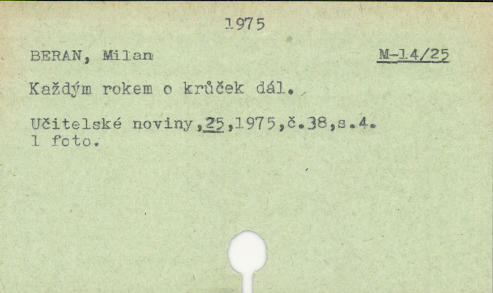 1975
BERAN, Milan M-14/25
Každým rokem o krůček dál.
Učitelské noviny,25,1975,č.38,s.4.
1 foto.